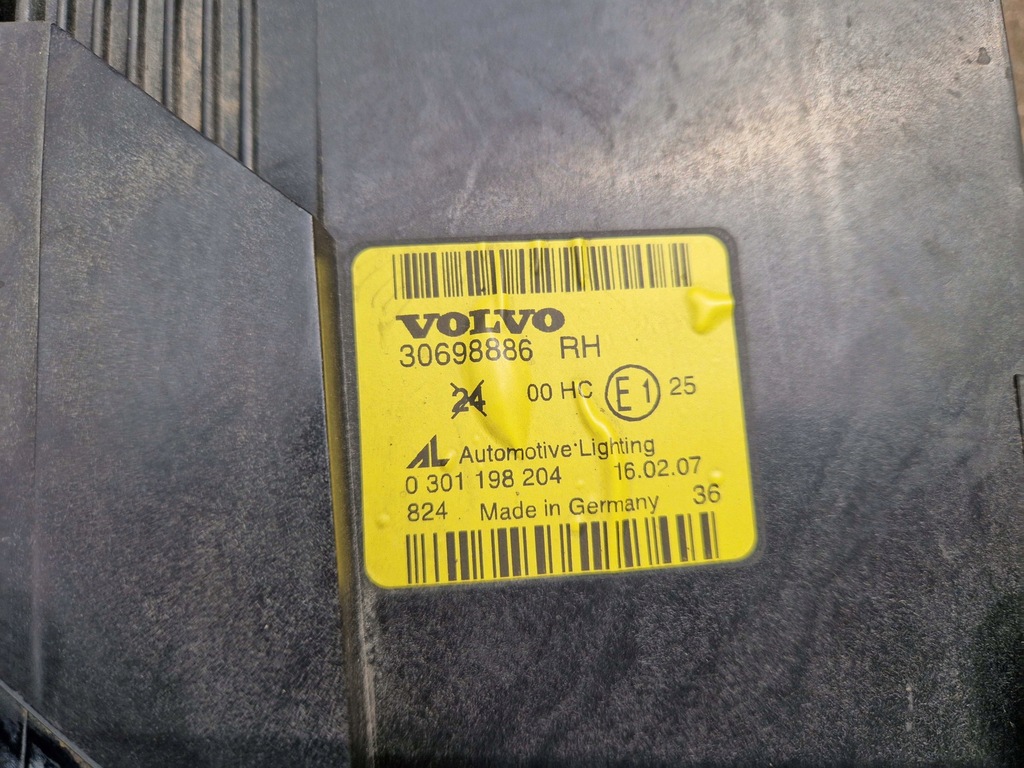 VOLVO
30698886 RH
24 00 HC E1 25
AL Automotive Lighting
0 301 198 204 16.02.07
824 Made in Germany 36